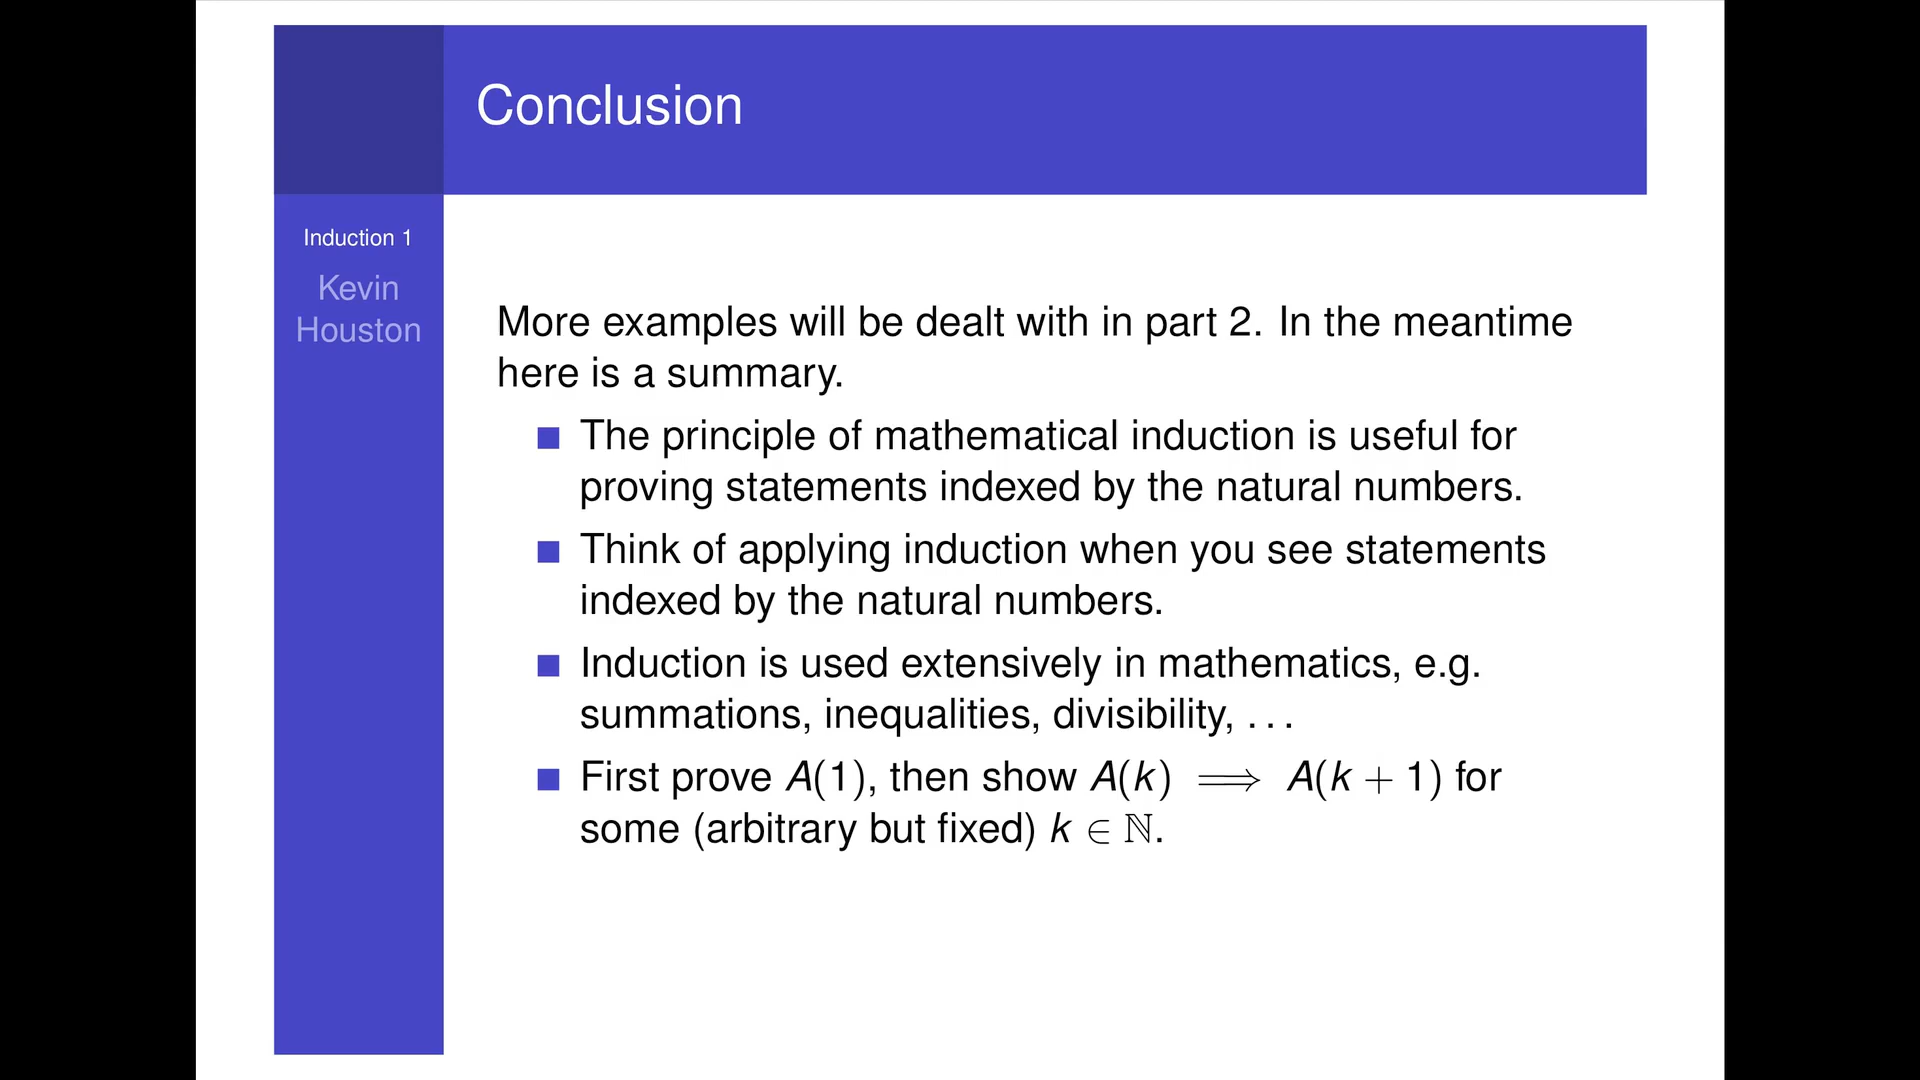 Conclusion
Induction 1
Kevin
Houston
More examples will be dealt with in part 2. In the meantime
here is a summary.
The principle of mathematical induction is useful for
proving statements indexed by the natural numbers.
Think of applying induction when you see statements
indexed by the natural numbers.
Induction is used extensively in mathematics, e.g.
summations, inequalities, divisibility, . . .
First prove A(1), then show A(k) ⟹ A(k + 1) for
some (arbitrary but fixed) k ∈ ℕ.